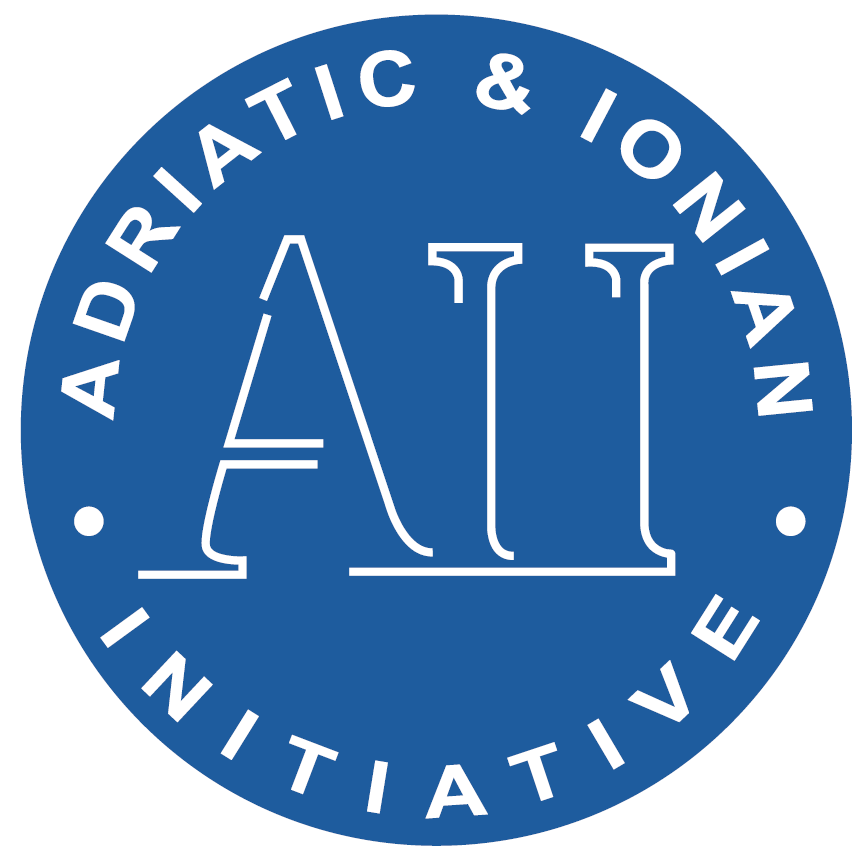 ADRIATIC & IONIAN
AII
• INITIATIVE •